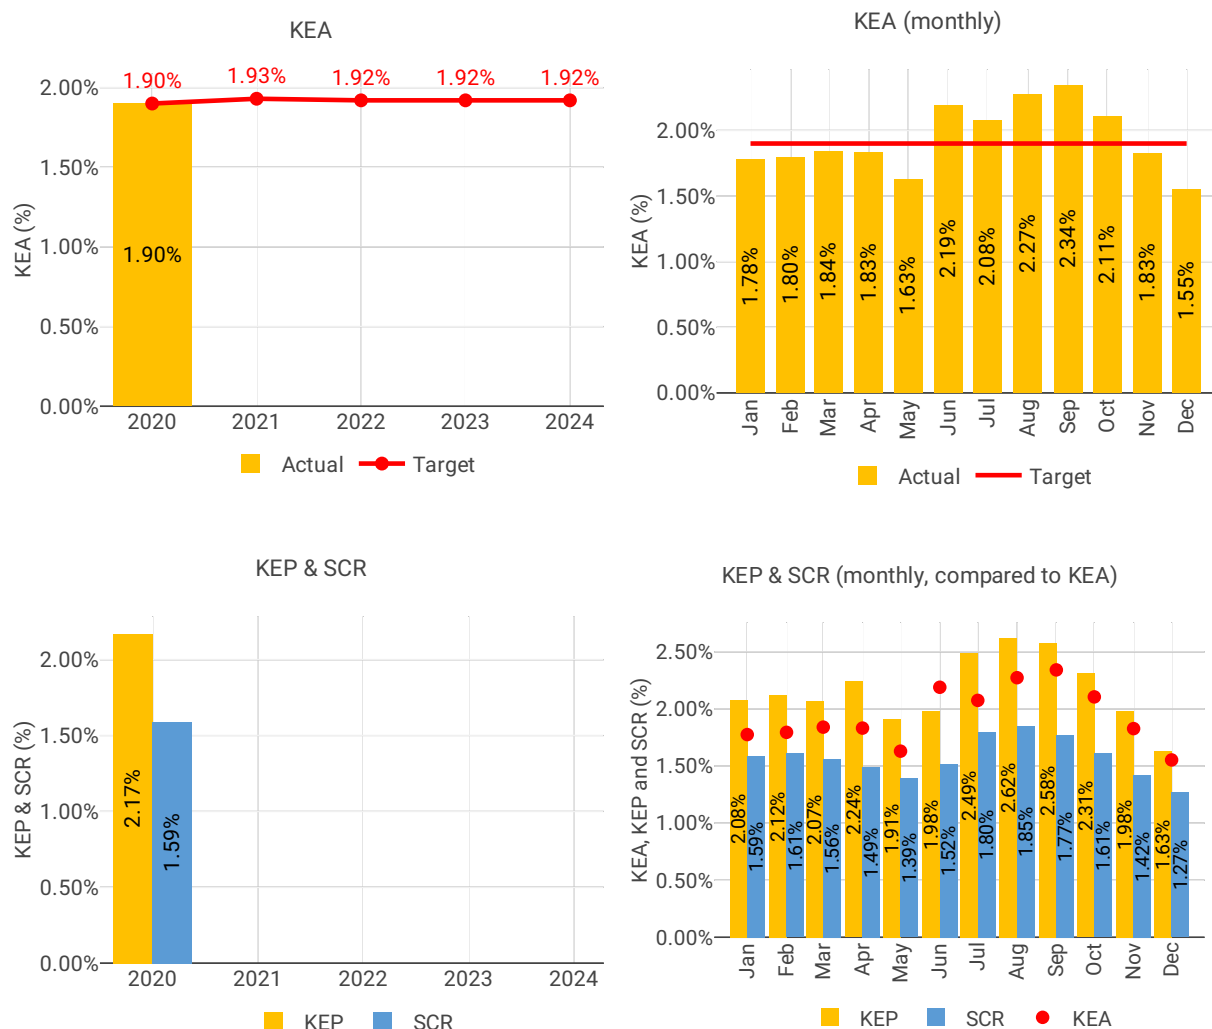 KEA
2.00%
1.50%
1.00%
0.50%
0.00%
KEA (%)
1.90%
1.93%
1.92%
1.92%
1.92%
1.90%
2020
2021
2022
2023
2024
Actual
Target
KEA (monthly)
2.00%
1.50%
1.00%
0.50%
0.00%
KEA (%)
1.78%
1.80%
1.84%
1.83%
1.63%
2.19%
2.08%
2.27%
2.34%
2.11%
1.83%
1.55%
Jan
Feb
Mar
Apr
May
Jun
Jul
Aug
Sep
Oct
Nov
Dec
Actual
Target
KEP & SCR
2.00%
1.50%
1.00%
0.50%
0.00%
KEP & SCR (%)
2.17%
1.59%
2020
2021
2022
2023
2024
KEP
SCR
KEP & SCR (monthly, compared to KEA)
2.50%
2.00%
1.50%
1.00%
0.50%
0.00%
KEA, KEP and SCR (%)
2.08%
1.59%
2.12%
1.61%
2.07%
1.56%
2.24%
1.49%
1.91%
1.39%
1.98%
1.52%
2.49%
1.80%
2.62%
1.85%
2.58%
1.77%
2.31%
1.61%
1.98%
1.42%
1.63%
1.27%
Jan
Feb
Mar
Apr
May
Jun
Jul
Aug
Sep
Oct
Nov
Dec
KEP
SCR
KEA